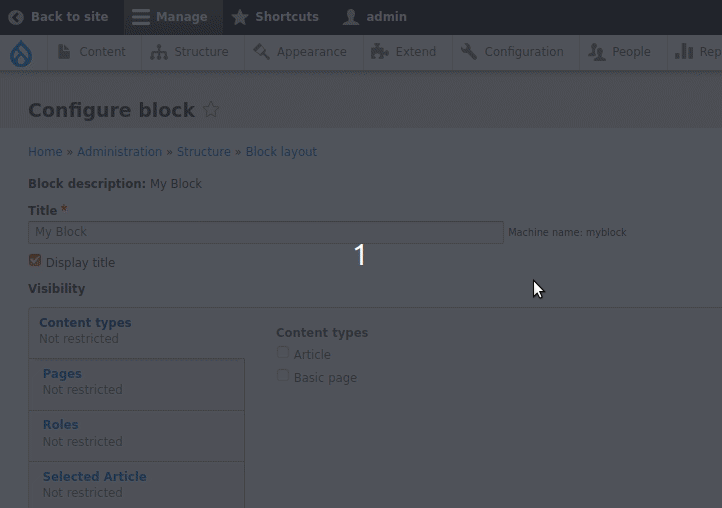 Back to site Manage Shortcuts admin
Content Structure Appearance Extend Configuration People Rep
Configure block
Home » Administration » Structure » Block layout
Block description: My Block
Title *
My Block Machine name: myblock
1
Display title
Visibility
Content types
Not restricted
Pages
Not restricted
Roles
Not restricted
Selected Article
Not restricted
Content types
Article
Basic page